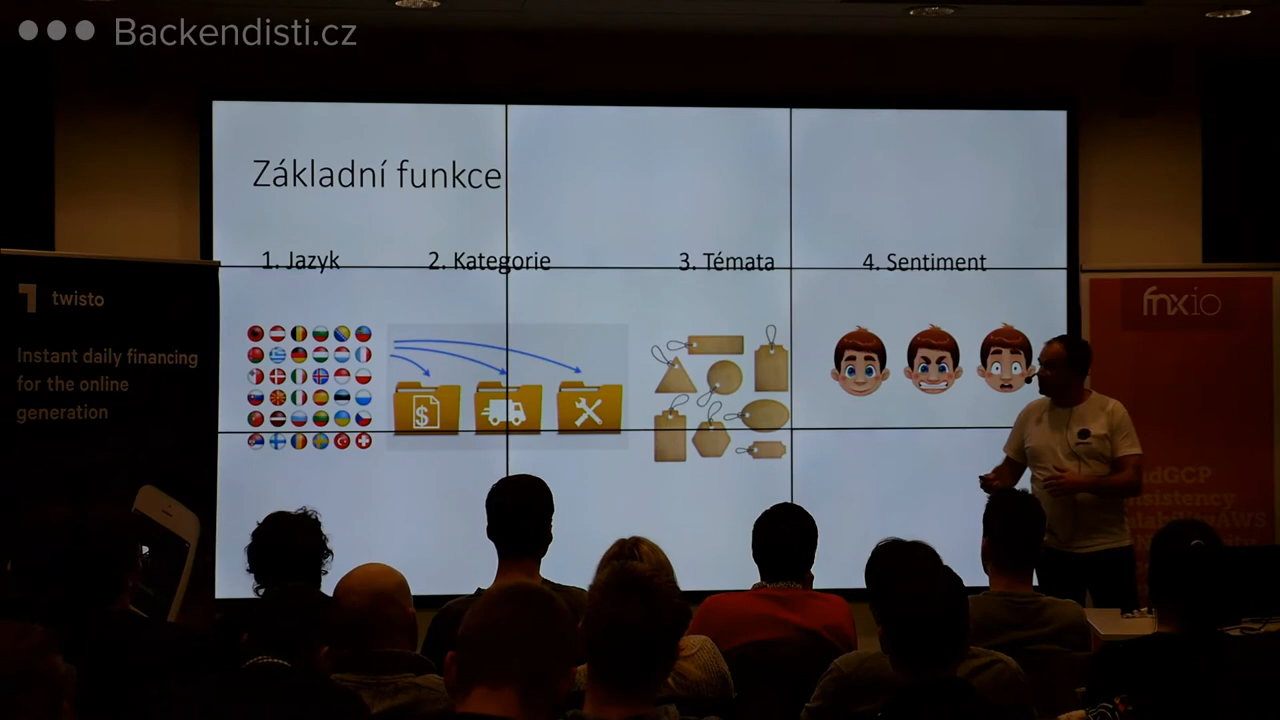 Backendisti.cz
Základní funkce
1. Jazyk
2. Kategorie
3. Témata
4. Sentiment
$
twisto
Instant daily financing
for the online
generation
fnxio